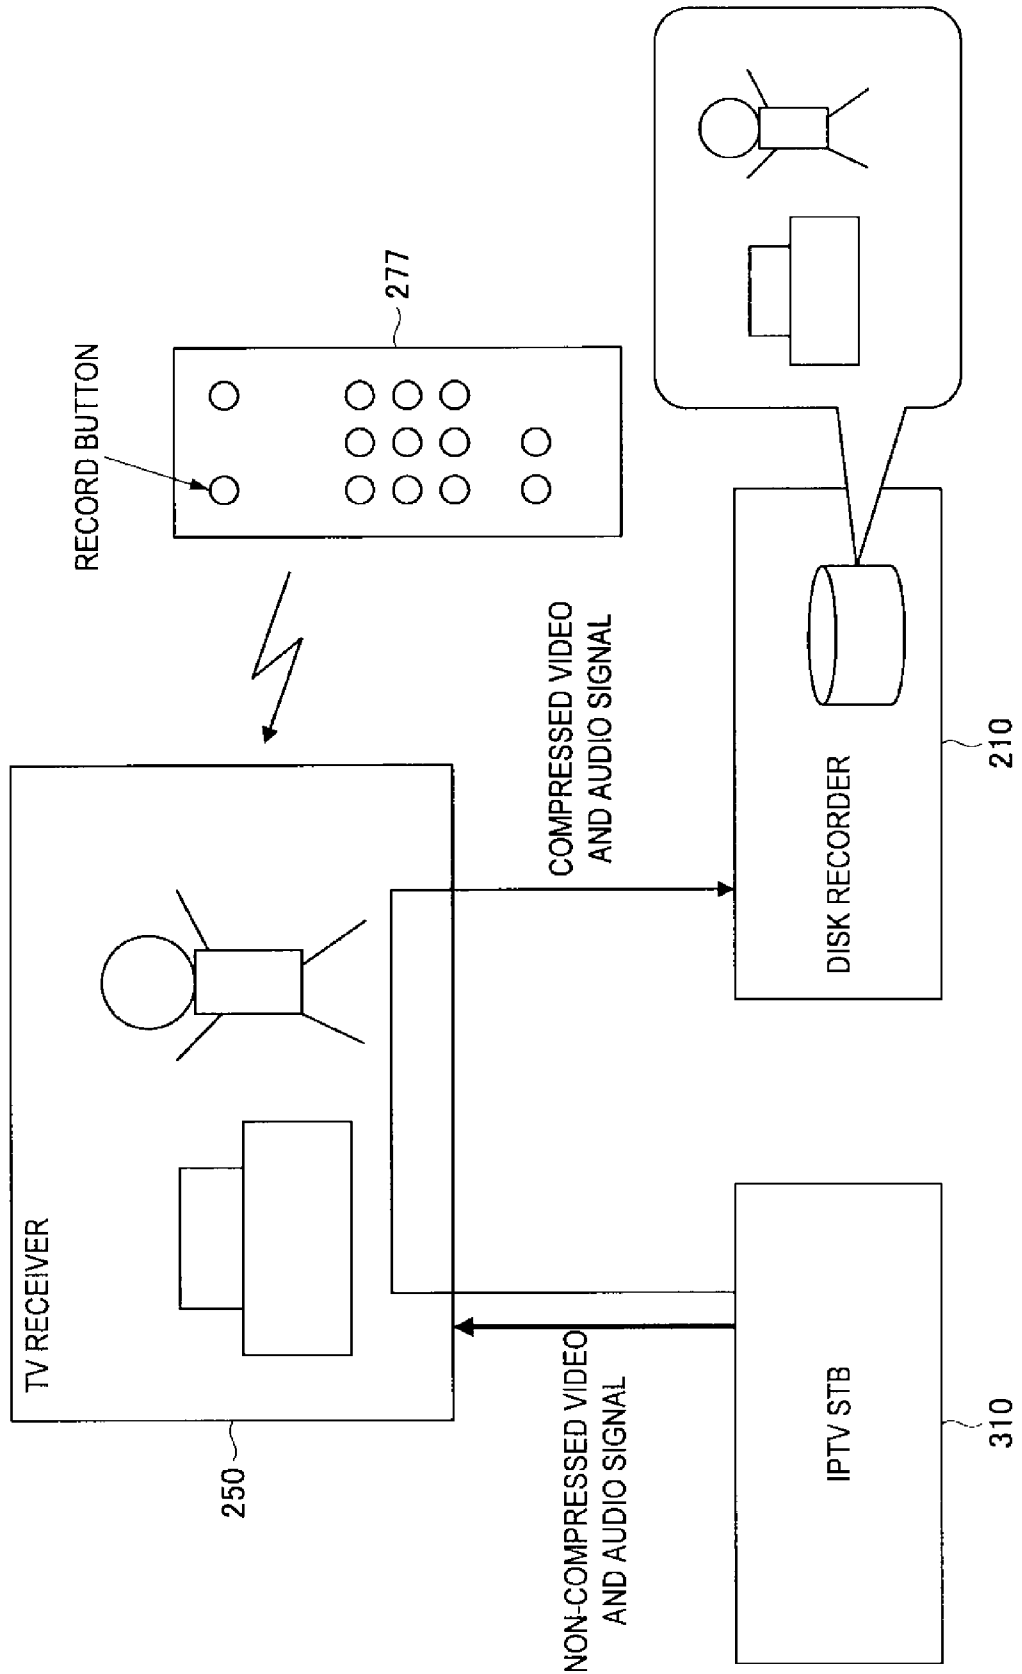 TV RECEIVER
250
RECORD BUTTON
277
NON-COMPRESSED VIDEO
AND AUDIO SIGNAL
COMPRESSED VIDEO
AND AUDIO SIGNAL
IPTV STB
310
DISK RECORDER
210